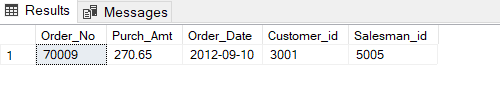 Results Messages
Order_No Purch_Amt Order_Date Customer_id Salesman_id
1 70009 270.65 2012-09-10 3001 5005